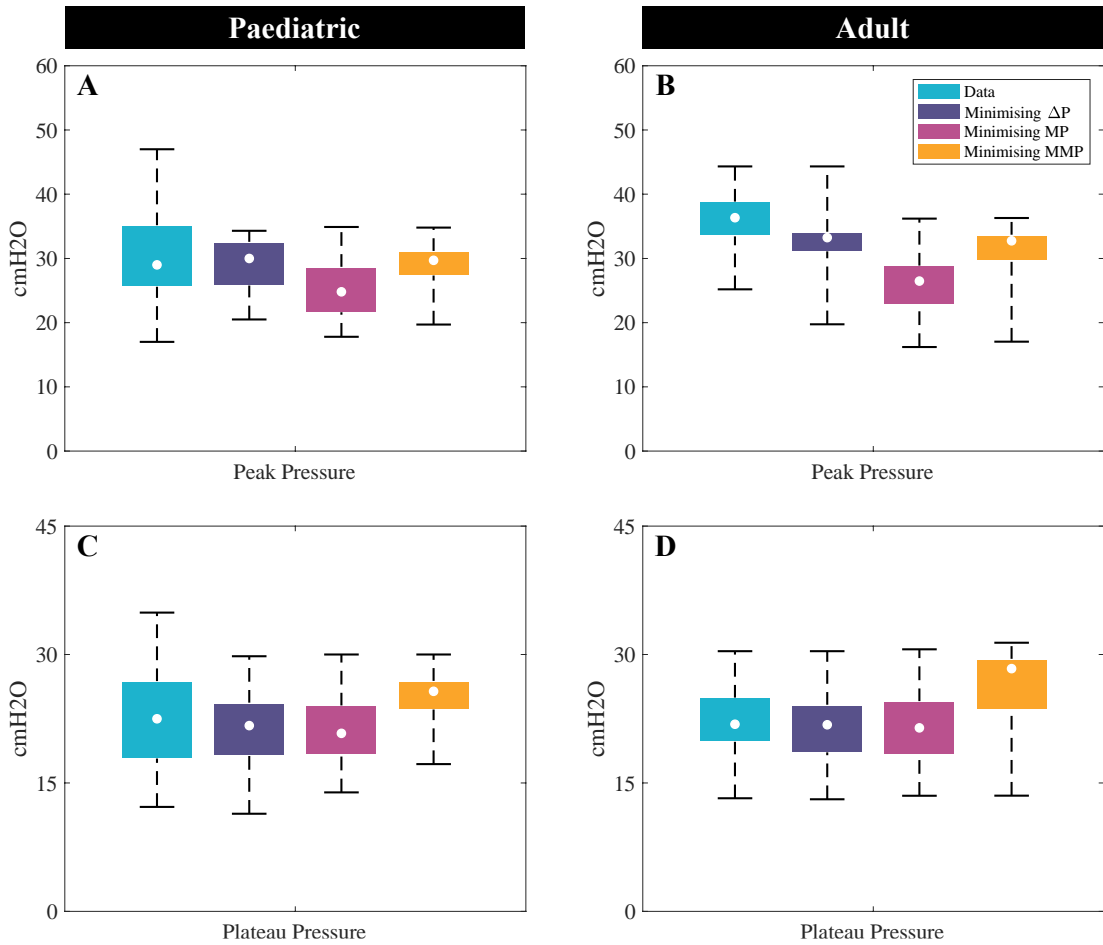 Paediatric
Adult
A
60
50
40
30
20
10
0
cmH2O
Peak Pressure
B
60
50
40
30
20
10
0
cmH2O
Data
Minimising ΔP
Minimising MP
Minimising MMP
Peak Pressure
C
45
30
15
0
cmH2O
Plateau Pressure
D
45
30
15
0
cmH2O
Plateau Pressure